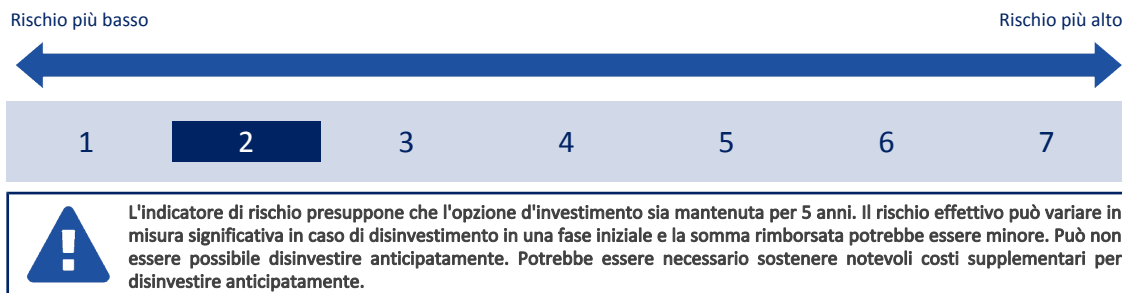 Rischio più basso
Rischio più alto
1 2 3 4 5 6 7
L'indicatore di rischio presuppone che l'opzione d'investimento sia mantenuta per 5 anni. Il rischio effettivo può variare in
misura significativa in caso di disinvestimento in una fase iniziale e la somma rimborsata potrebbe essere minore. Può non
essere possibile disinvestire anticipatamente. Potrebbe essere necessario sostenere notevoli costi supplementari per
disinvestire anticipatamente.